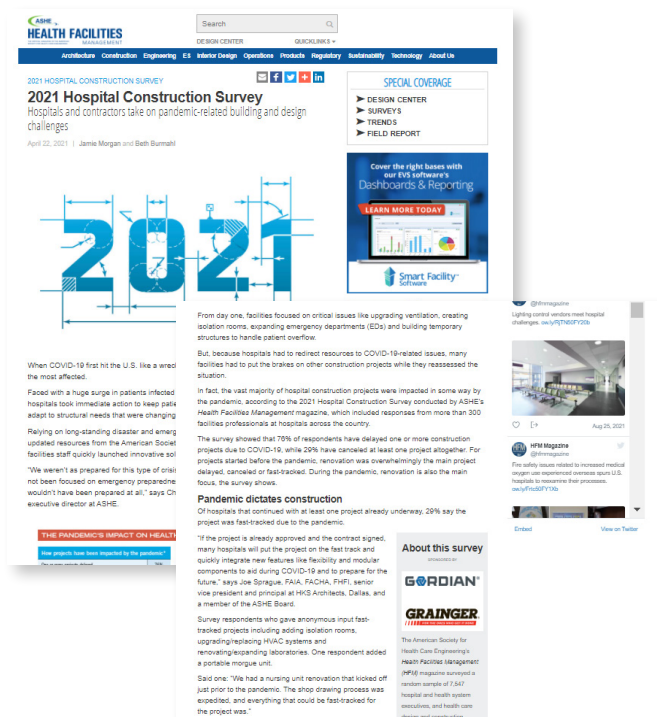 ASHE
HEALTH FACILITIES
MANAGEMENT
Search
DESIGN CENTER
QUICKLINKS
Architecture Construction Engineering ES Interior Design Operations Products Regulatory Sustainability Technology About Us
2021 HOSPITAL CONSTRUCTION SURVEY
2021 Hospital Construction Survey
Hospitals and contractors take on pandemic-related building and design
challenges
April 22, 2021 | Jamie Morgan and Beth Burmahl
2021
SPECIAL COVERAGE
DESIGN CENTER
SURVEYS
TRENDS
FIELD REPORT
Cover the right bases with
our EVS software's
Dashboards & Reporting
LEARN MORE TODAY
Smart Facility™
Software
When COVID-19 first hit the U.S. like a wrec
the most affected.
Faced with a huge surge in patients infected
hospitals took immediate action to keep patie
adapt to structural needs that were changing
Relying on long-standing disaster and emerg
updated resources from the American Societ
facilities staff quickly launched innovative sol
"We weren't as prepared for this type of crisis
not been focused on emergency preparedne
wouldn't have been prepared at all," says Ch
executive director at ASHE.
THE PANDEMIC'S IMPACT ON HEALTH
How projects have been impacted by the pandemic*
From day one, facilities focused on critical issues like upgrading ventilation, creating
isolation rooms, expanding emergency departments (EDs) and building temporary
structures to handle patient overflow.
But, because hospitals had to redirect resources to COVID-19-related issues, many
facilities had to put the brakes on other construction projects while they reassessed the
situation.
In fact, the vast majority of hospital construction projects were impacted in some way by
the pandemic, according to the 2021 Hospital Construction Survey conducted by ASHE's
Health Facilities Management magazine, which included responses from more than 300
facilities professionals at hospitals across the country.
The survey showed that 76% of respondents have delayed one or more construction
projects due to COVID-19, while 29% have canceled at least one project altogether. For
projects started before the pandemic, renovation was overwhelmingly the main project
delayed, canceled or fast-tracked. During the pandemic, renovation is also the main
focus, the survey shows.
Pandemic dictates construction
Of hospitals that continued with at least one project already underway, 29% say the
project was fast-tracked due to the pandemic.
"If the project is already approved and the contract signed,
many hospitals will put the project on the fast track and
quickly integrate new features like flexibility and modular
components to aid during COVID-19 and to prepare for the
future," says Joe Sprague, FAIA, FACHA, FHFI, senior
vice president and principal at HKS Architects, Dallas, and
a member of the ASHE Board.
Survey respondents who gave anonymous input fast-
tracked projects including adding isolation rooms,
upgrading/replacing HVAC systems and
renovating/expanding laboratories. One respondent added
a portable morgue unit.
Said one: "We had a nursing unit renovation that kicked off
just prior to the pandemic. The shop drawing process was
expedited, and everything that could be fast-tracked for
the project was."
About this survey
SPONSORED BY
GORDIAN®
GRAINGER
The American Society for
Health Care Engineering's
Health Facilities Management
(HFM) magazine surveyed a
random sample of 7,547
hospital and health system
executives, and health care
design and construction
@hfmmagazine
Lighting control vendors meet hospital
challenges. ow.ly/RjTN50FY20b
Aug 25, 2021
HFM Magazine
@hfmmagazine
Fire safety issues related to increased medical
oxygen use experienced overseas spurs U.S.
hospitals to reexamine their processes.
Embed
View on Twitter